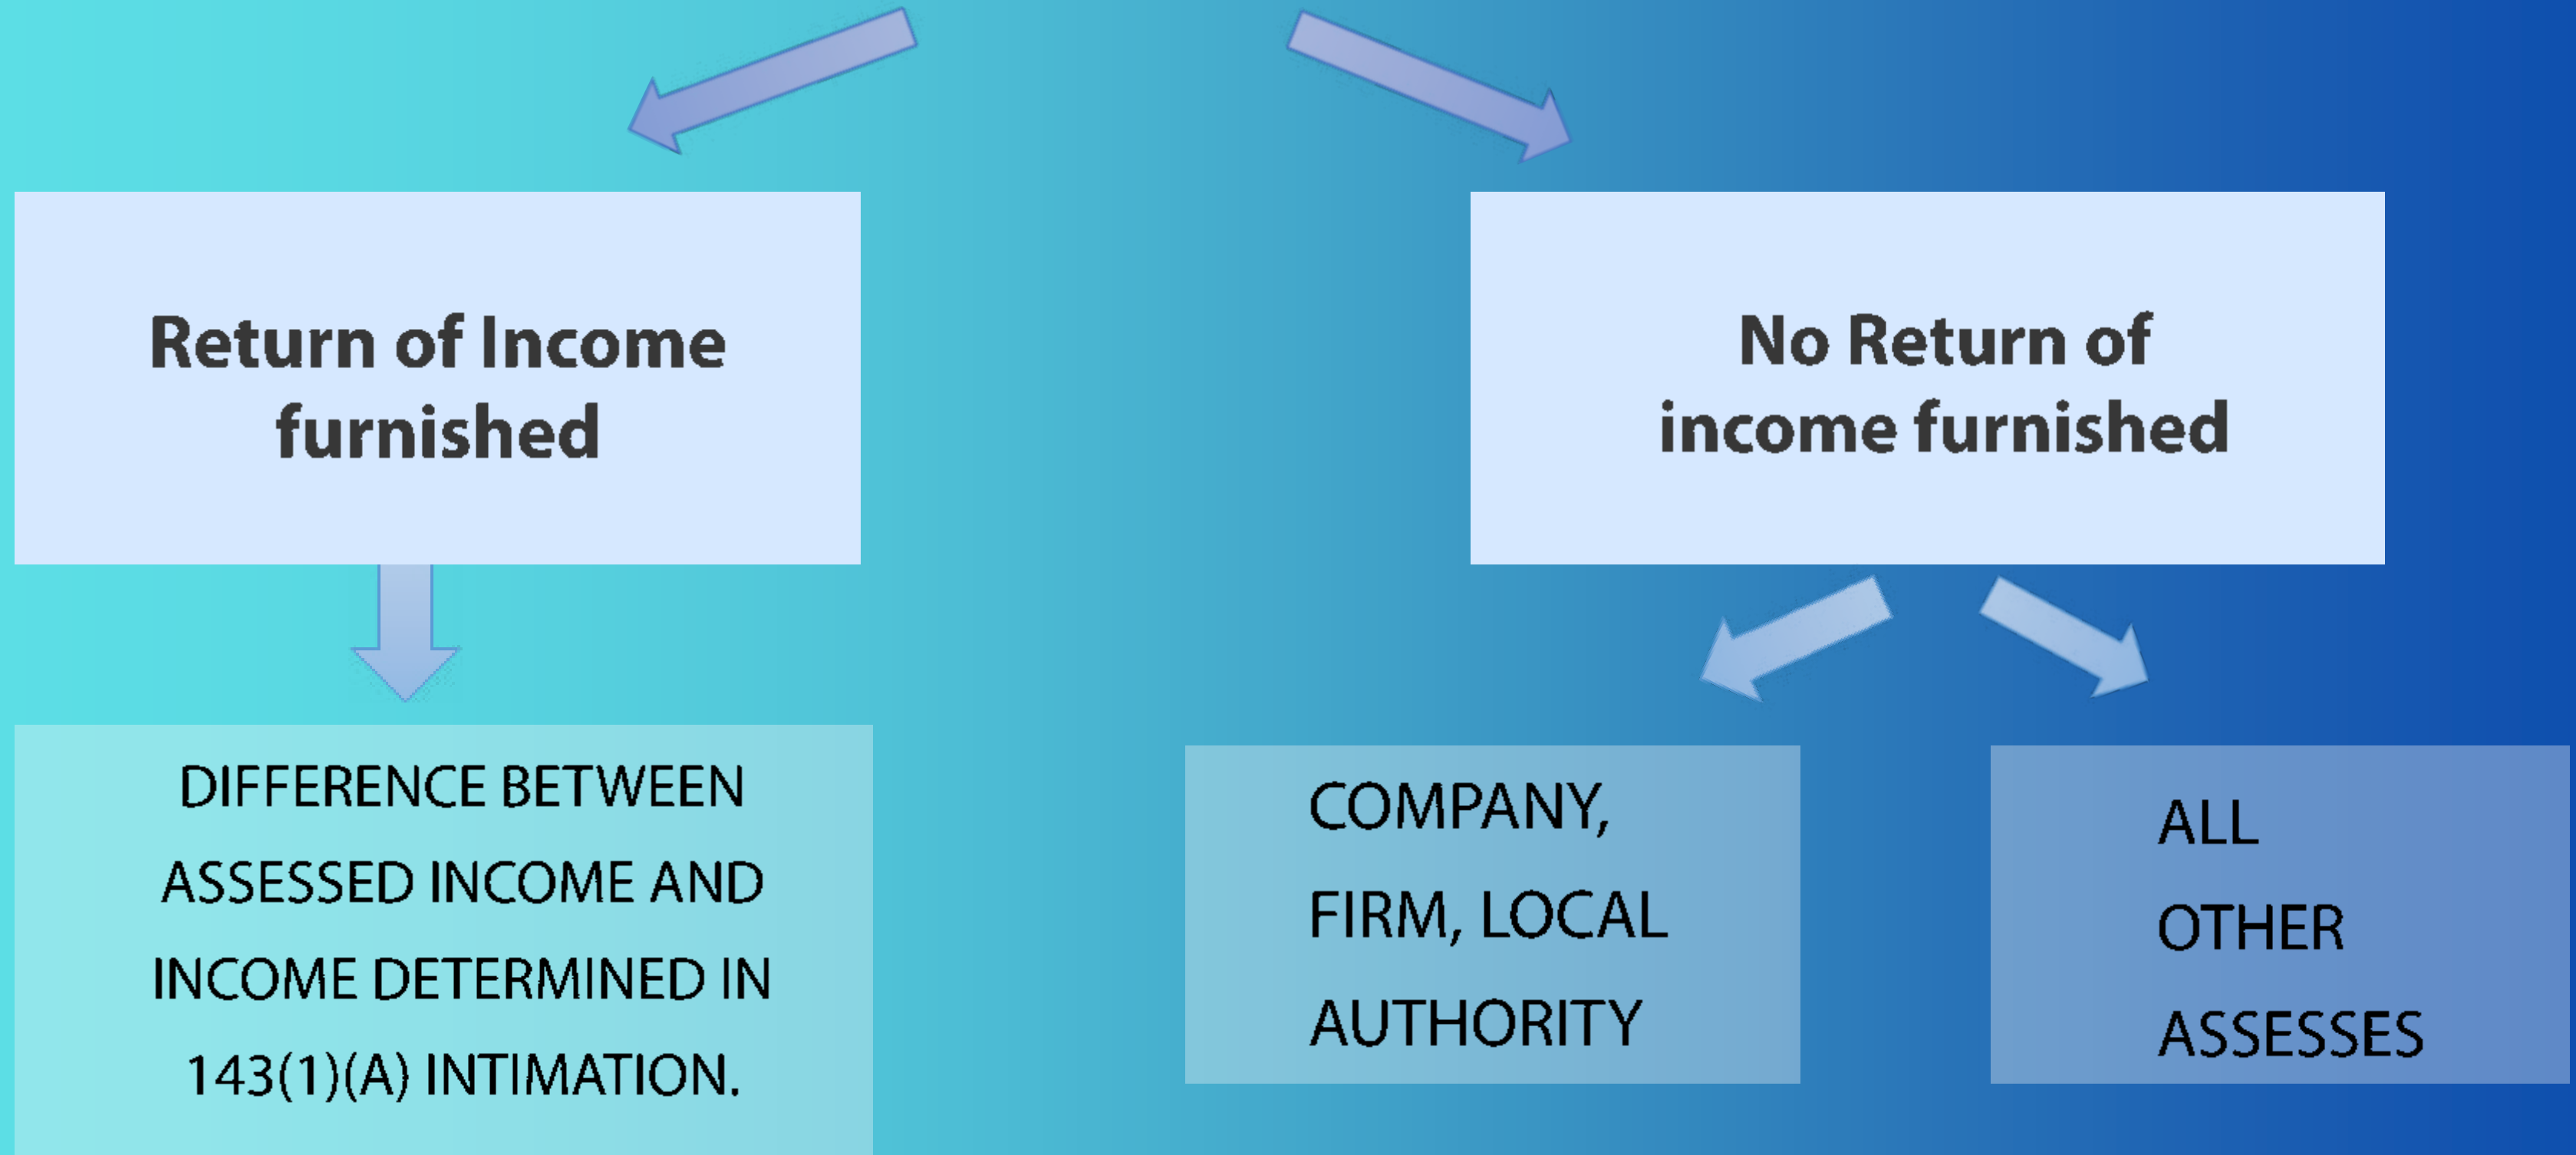 Return of Income
furnished
No Return of
income furnished
DIFFERENCE BETWEEN
ASSESSED INCOME AND
INCOME DETERMINED IN
143(1)(A) INTIMATION.
COMPANY,
FIRM, LOCAL
AUTHORITY
ALL
OTHER
ASSESSES